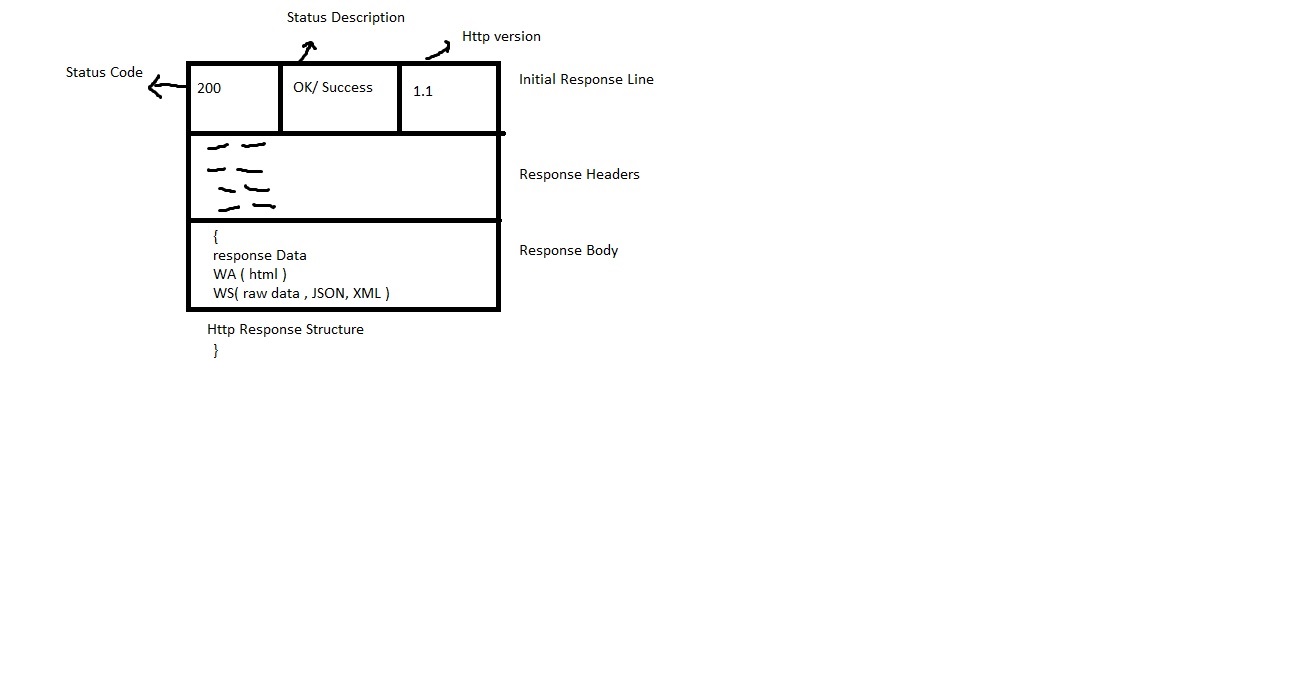 Status Description
Http version
Status Code
200
OK/ Success
1.1
Initial Response Line
Response Headers
{
response Data
WA ( html )
WS( raw data , JSON, XML )
Response Body
Http Response Structure
}